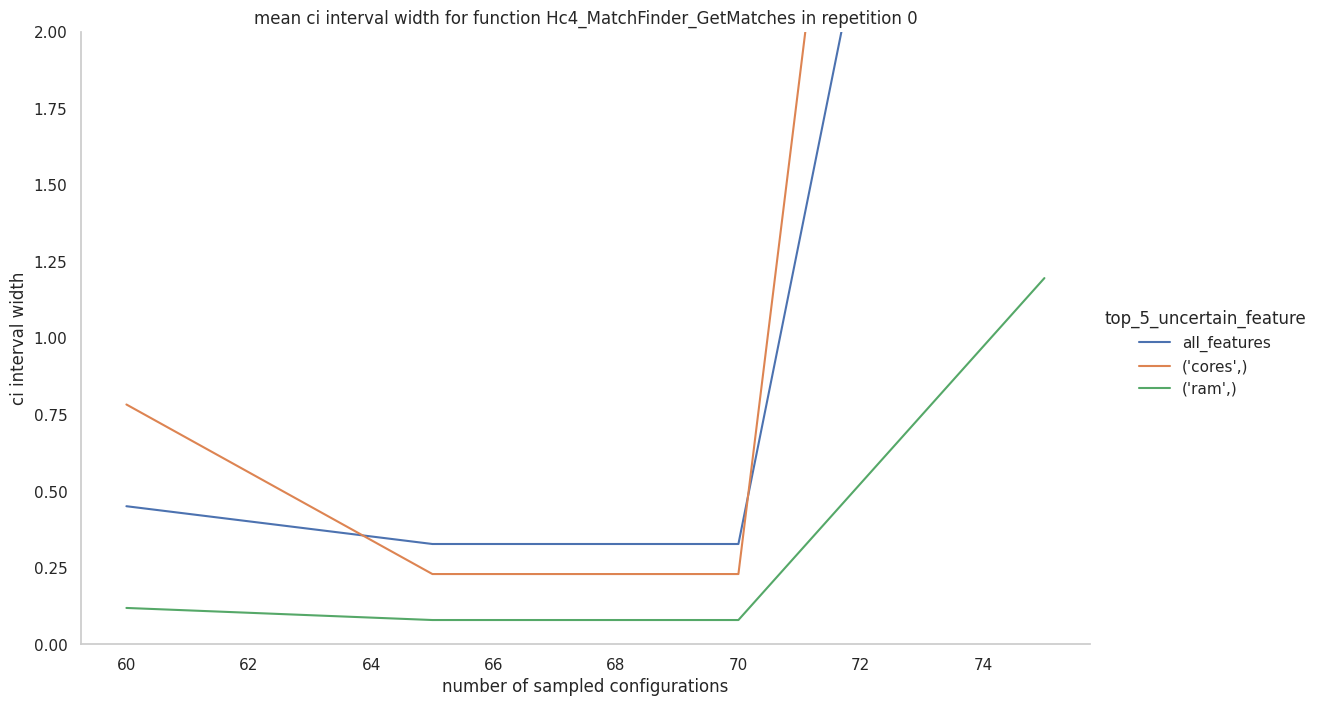 mean ci interval width for function Hc4_MatchFinder_GetMatches in repetition 0
2.00
1.75
1.50
1.25
1.00
0.75
0.50
0.25
0.00
ci interval width
60 62 64 66 68 70 72 74
number of sampled configurations
top_5_uncertain_feature
all_features
('cores',)
('ram',)